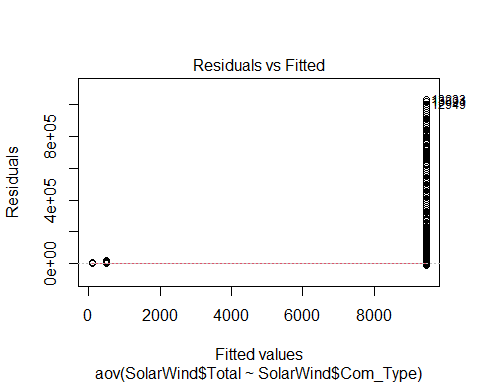 Residuals vs Fitted
Residuals
0e+00 4e+05 8e+05
0 2000 4000 6000 8000
Fitted values
aov(SolarWind$Total ~ SolarWind$Com_Type)